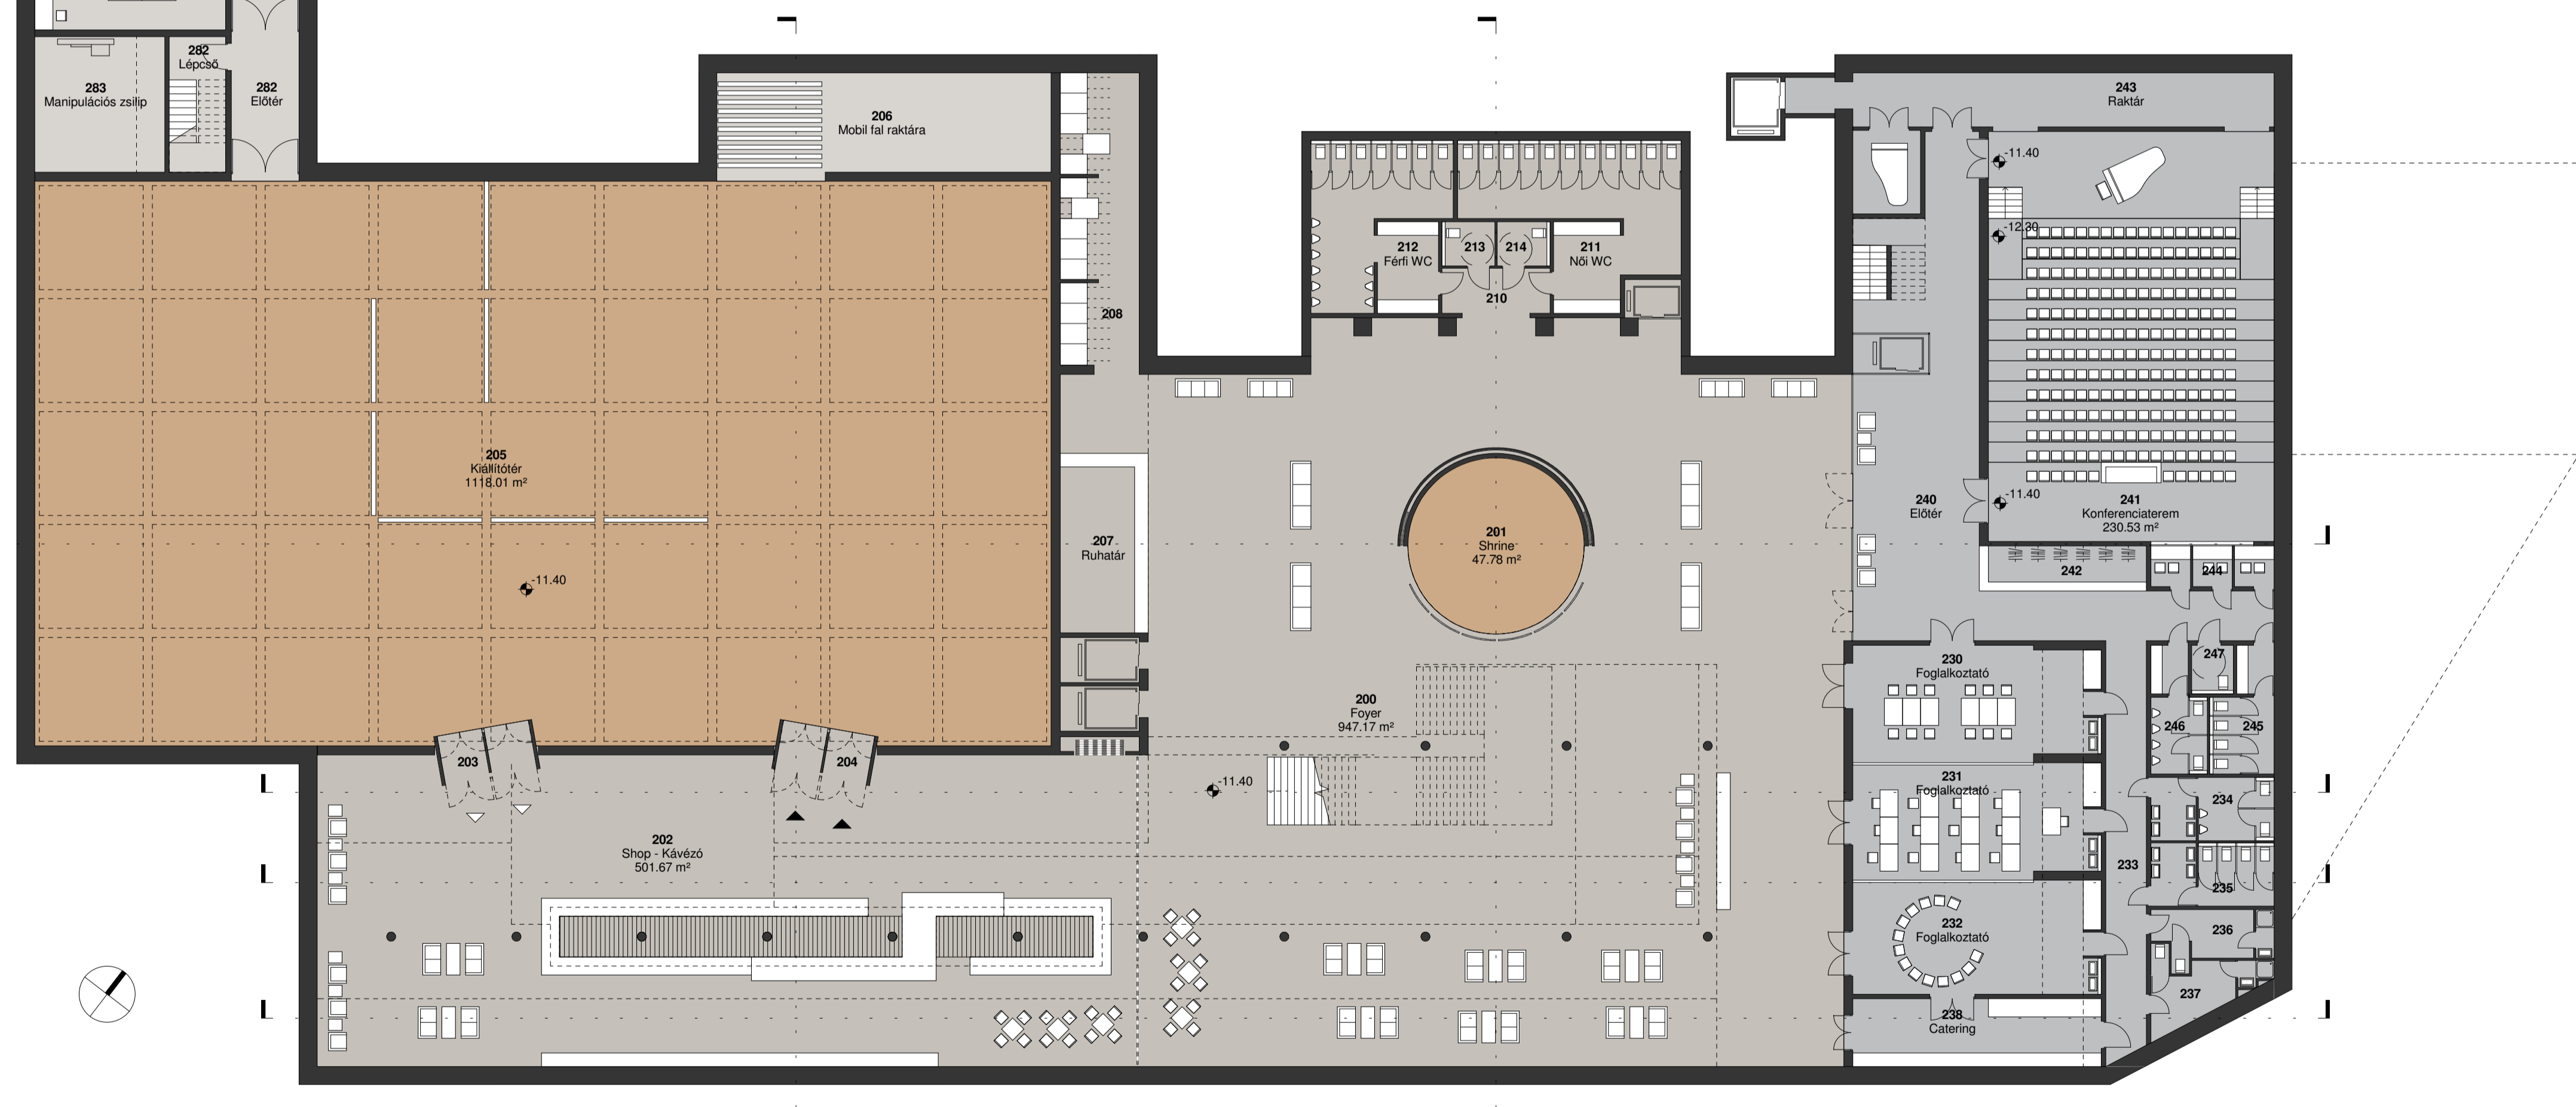 282
Lépcső
283
Manipulációs zsilip
282
Előtér
206
Mobil fal raktára
243
Raktár
-11.40
-12.30
212
Férfi WC
213
214
211
Női WC
210
208
205
Kiállítótér
1118.01 m²
-11.40
207
Ruhatár
201
Shrine
47.78 m²
240
Előtér
-11.40
241
Konferenciaterem
230.53 m²
242
244
230
Foglalkoztató
247
246
245
200
Foyer
947.17 m²
-11.40
203
204
231
Foglalkoztató
234
202
Shop - Kávézó
501.67 m²
233
235
232
Foglalkoztató
236
237
238
Catering